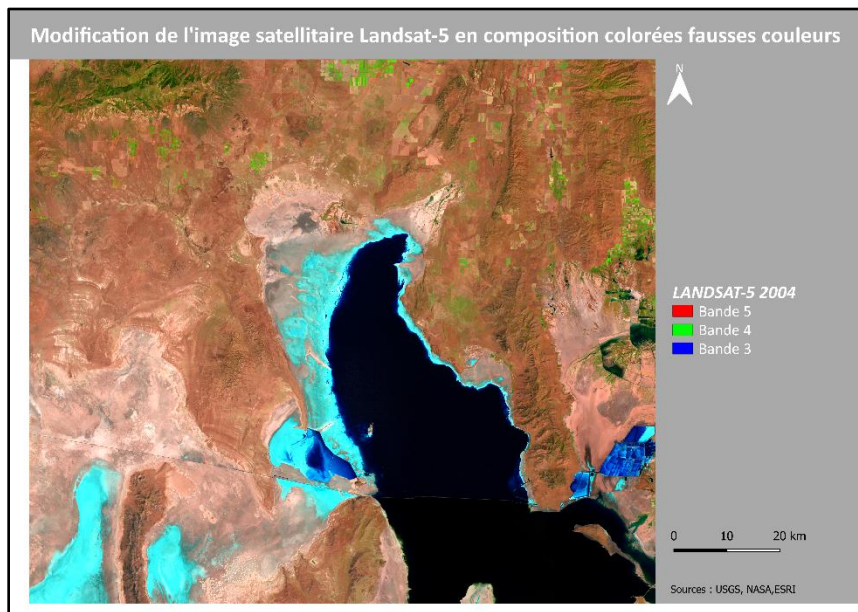 Modification de l'image satellitaire Landsat-5 en composition colorées fausses couleurs
N
LANDSAT-5 2004
Bande 5
Bande 4
Bande 3
0 10 20 km
Sources : USGS, NASA,ESRI